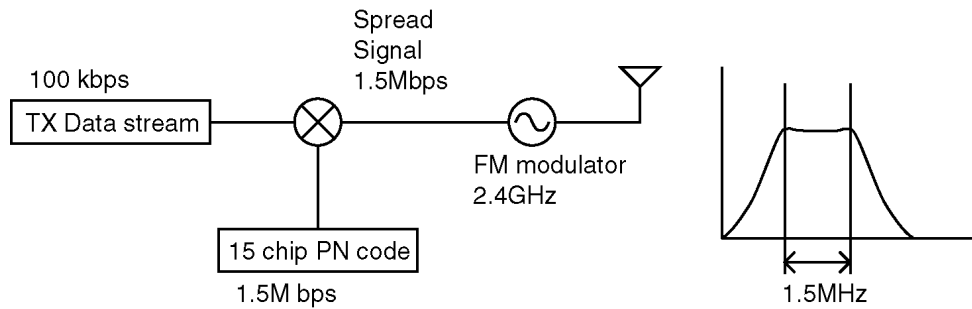 Spread
Signal
1.5Mbps
100 kbps
TX Data stream
FM modulator
2.4GHz
15 chip PN code
1.5M bps
1.5MHz